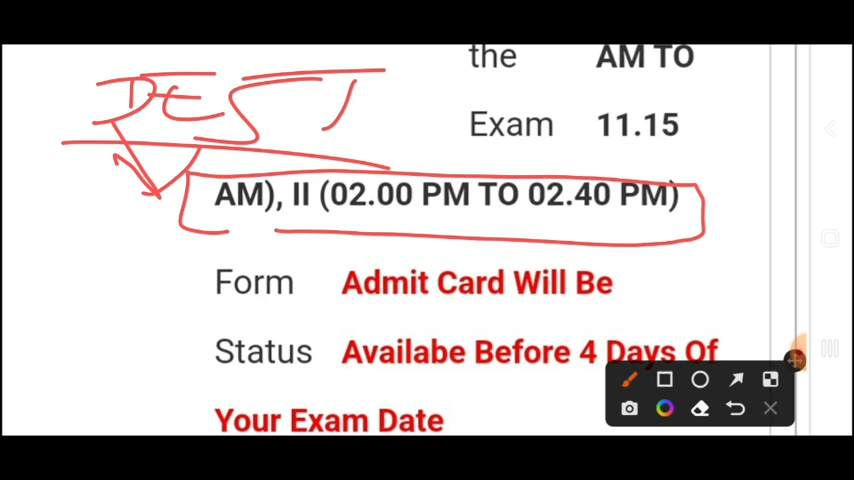 the AM TO
DEST
Exam 11.15
AM), II (02.00 PM TO 02.40 PM)
Form Admit Card Will Be
Status Availabe Before 4 Days Of
Your Exam Date